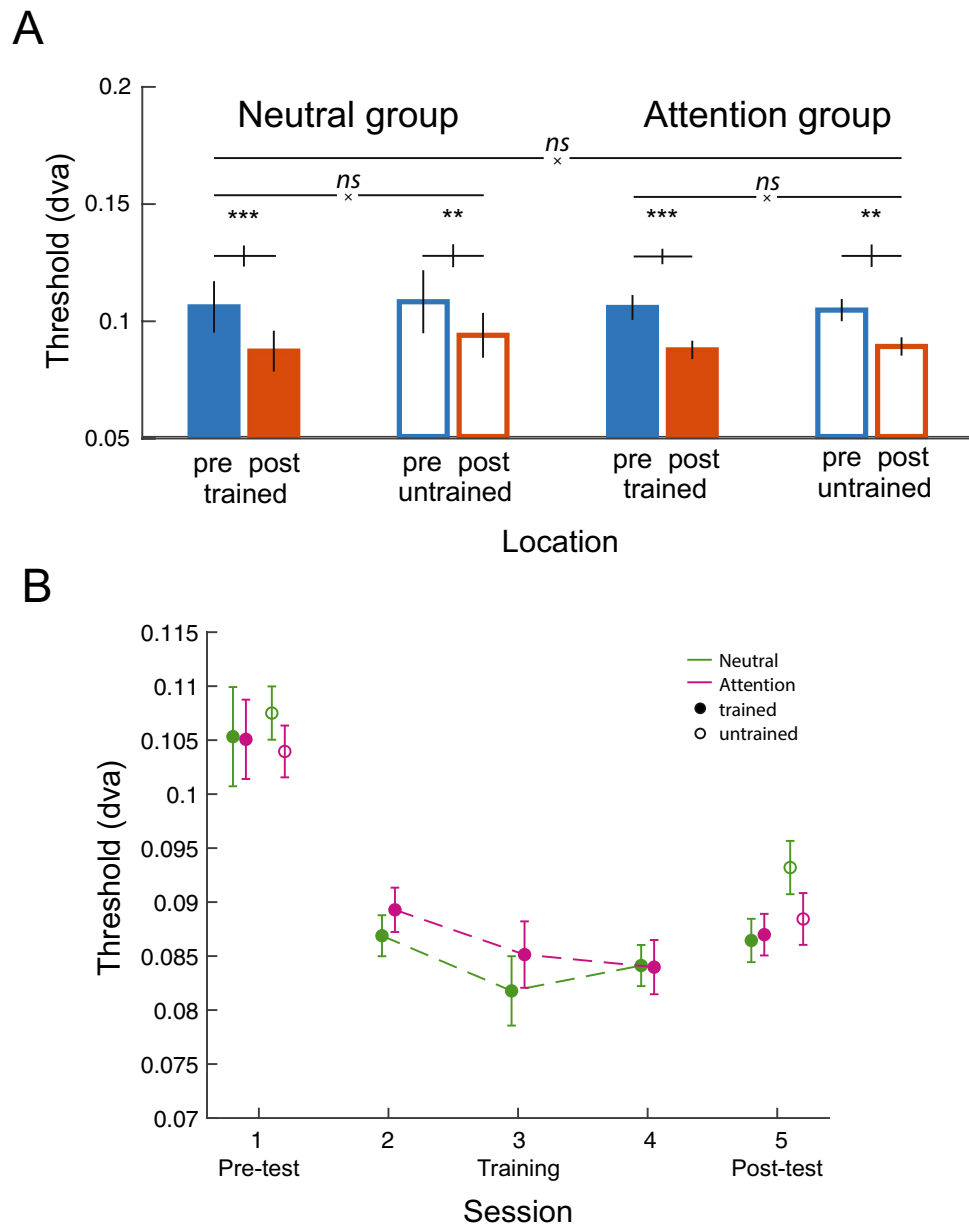 A
0.2
Neutral group Attention group
ns
×
0.15
ns ns
× ×
*** ** *** **
Threshold (dva)
0.1
0.05
pre post pre post pre post pre post
trained untrained trained untrained
Location
B
0.115
Neutral
0.11
Attention
trained
0.105
untrained
0.1
Threshold (dva)
0.095
0.09
0.085
0.08
0.075
0.07
1 2 3 4 5
Pre-test Training Post-test
Session